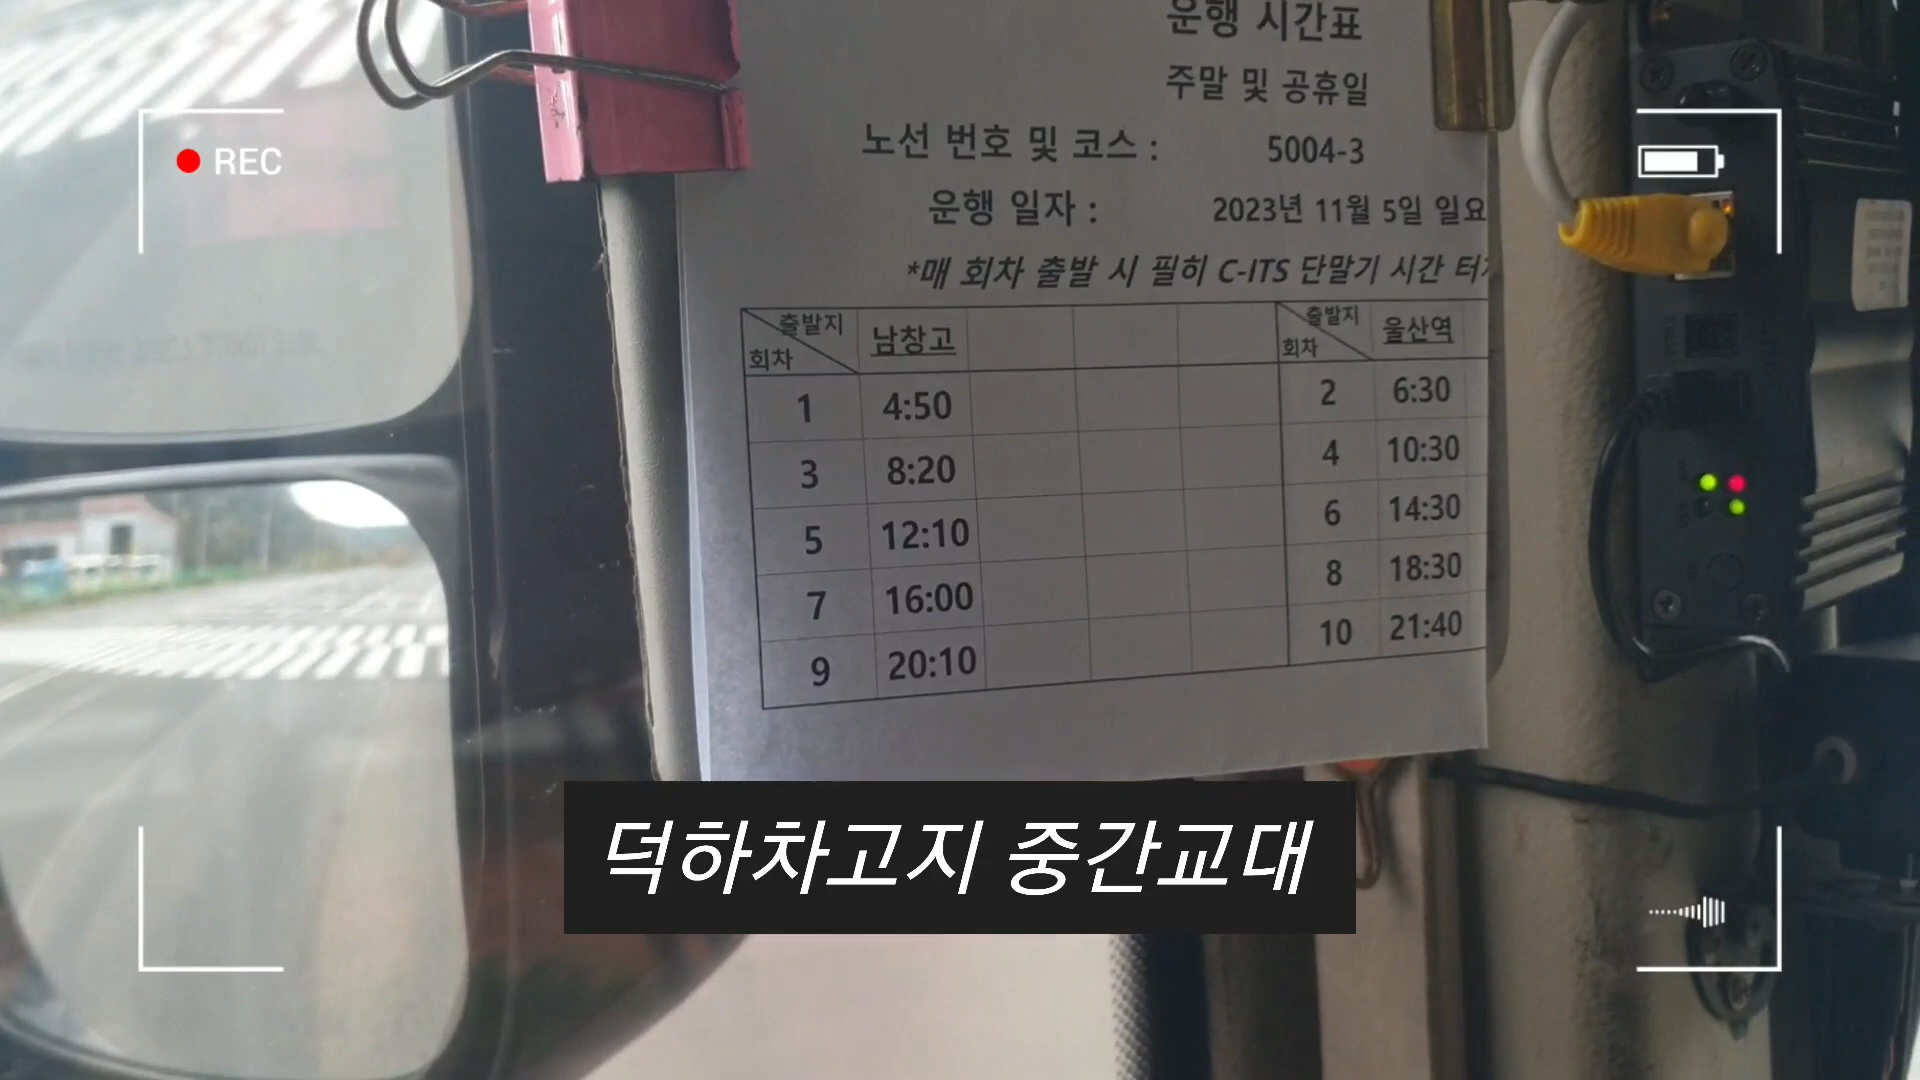 운행 시간표
주말 및 공휴일
REC
노선 번호 및 코스 : 5004-3
운행 일자 : 2023년 11월 5일 일요
*매 회차 출발 시 필히 C-ITS 단말기 시간 터
출발지 회차 남창고 출발지 회차 울산역
1 4:50 2 6:30
3 8:20 4 10:30
5 12:10 6 14:30
7 16:00 8 18:30
9 20:10 10 21:40
덕하차고지 중간교대